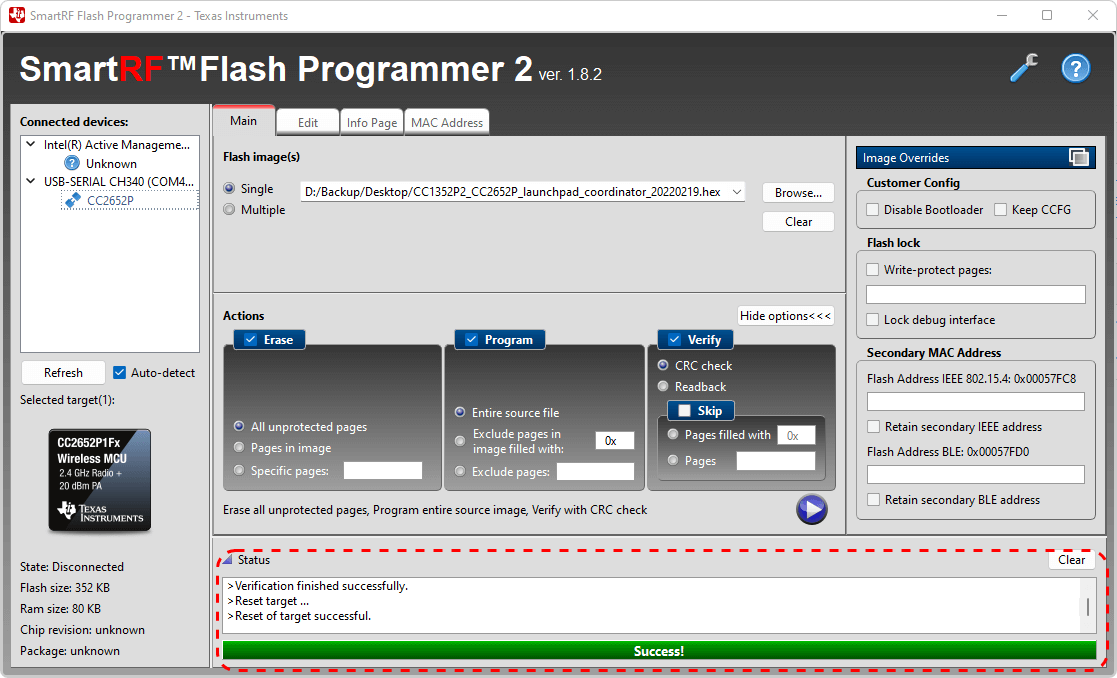 SmartRF Flash Programmer 2 - Texas Instruments
SmartRF™Flash Programmer 2 ver. 1.8.2
Connected devices:
Intel(R) Active Manageme...
Unknown
USB-SERIAL CH340 (COM4...
CC2652P
Refresh
Auto-detect
Selected target(1):
CC2652P1Fx
Wireless MCU
2.4 GHz Radio +
20 dBm PA
TEXAS
INSTRUMENTS
State: Disconnected
Flash size: 352 KB
Ram size: 80 KB
Chip revision: unknown
Package: unknown
Main
Edit
Info Page
MAC Address
Flash image(s)
Single
D:/Backup/Desktop/CC1352P2_CC2652P_launchpad_coordinator_20220219.hex
Browse...
Multiple
Clear
Actions
Hide options<<<
Erase
All unprotected pages
Pages in image
Specific pages:
Program
Entire source file
Exclude pages in
image filled with:
0x
Exclude pages:
Verify
CRC check
Readback
Skip
Pages filled with
0x
Pages
Erase all unprotected pages, Program entire source image, Verify with CRC check
Image Overrides
Customer Config
Disable Bootloader
Keep CCFG
Flash lock
Write-protect pages:
Lock debug interface
Secondary MAC Address
Flash Address IEEE 802.15.4: 0x00057FC8
Retain secondary IEEE address
Flash Address BLE: 0x00057FD0
Retain secondary BLE address
Status
Clear
>Verification finished successfully.
>Reset target ...
>Reset of target successful.
Success!